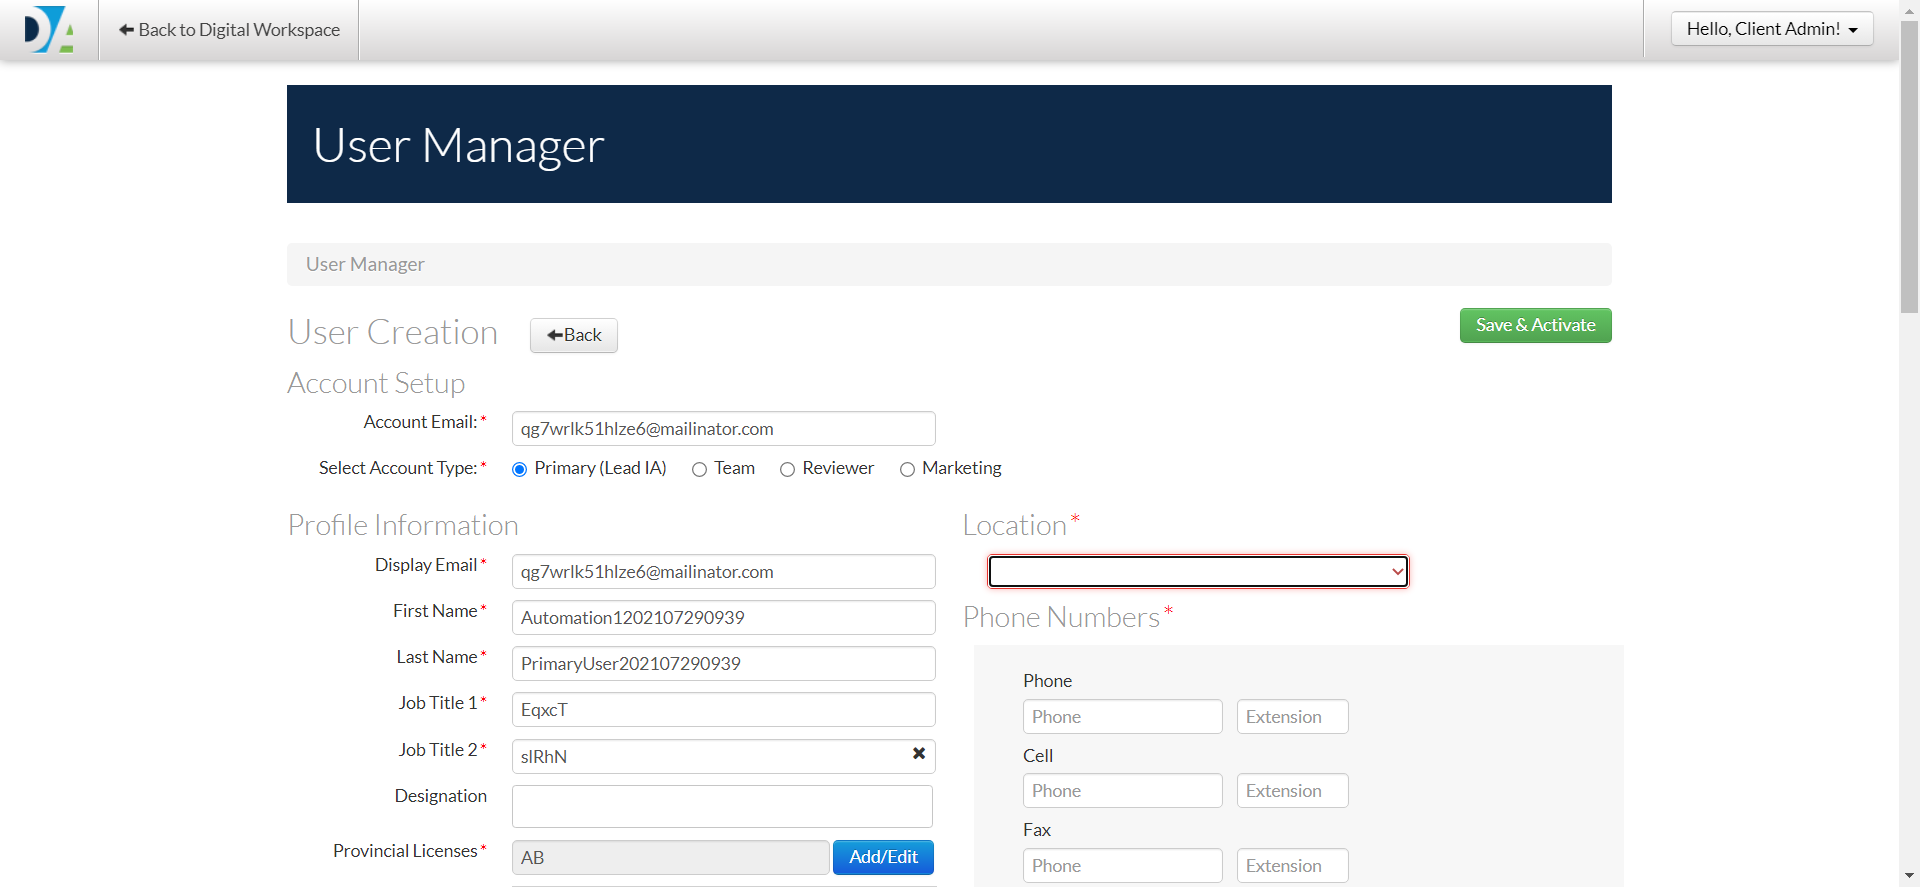 DA
Back to Digital Workspace
Hello, Client Admin!
User Manager
User Manager
User Creation
Back
Save & Activate
Account Setup
Account Email:*
qg7wrlk51hlze6@mailinator.com
Select Account Type:*
Primary (Lead IA) Team Reviewer Marketing
Profile Information
Display Email*
qg7wrlk51hlze6@mailinator.com
First Name*
Automation1202107290939
Last Name*
PrimaryUser202107290939
Job Title 1*
EqxcT
Job Title 2*
slRhN
Designation
Provincial Licenses*
AB
Add/Edit
Location*
Phone Numbers*
Phone
Phone Extension
Cell
Phone Extension
Fax
Phone Extension